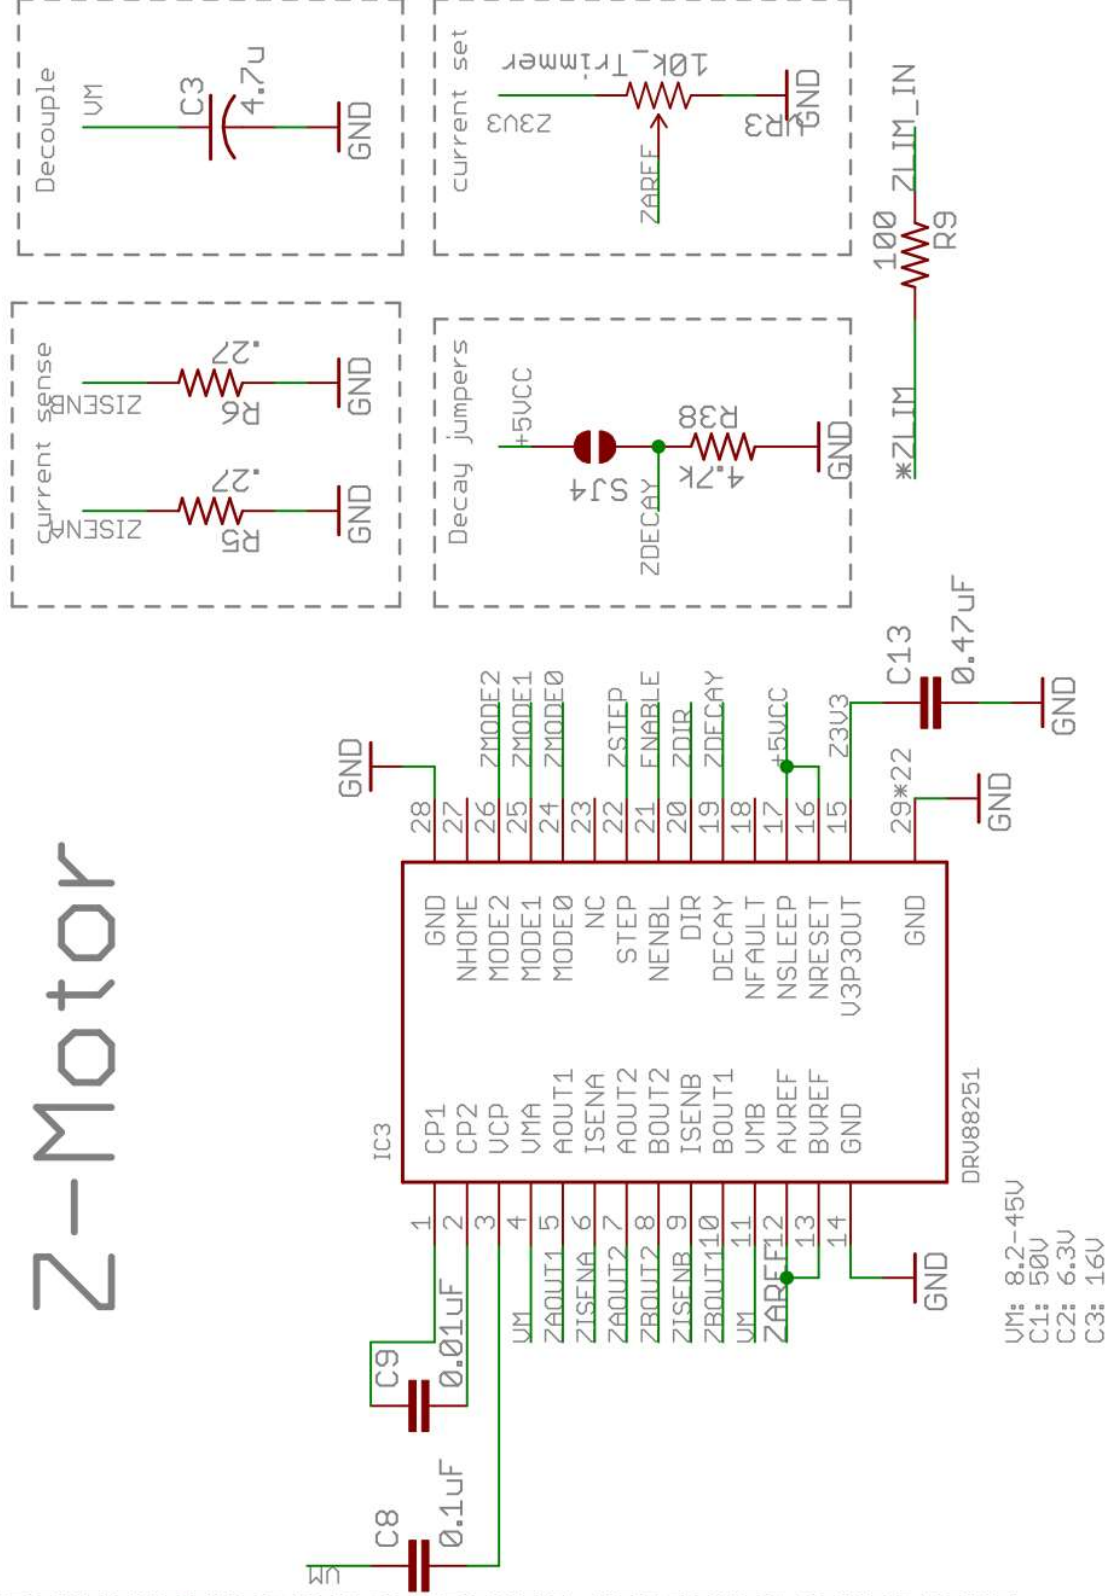 Z-Motor
VM
C8
0.1uF
C9
0.01uF
IC3
DRV88251
1 CP1
2 CP2
3 VCP
VM 4 VMA
ZAOUT1 5 AOUT1
ZISENA 6 ISENA
ZAOUT2 7 AOUT2
ZBOUT2 8 BOUT2
ZISENB 9 ISENB
ZBOUT1 10 BOUT1
VM 11 VMB
ZAREF 12 AVREF
13 BVREF
14 GND
GND
GND 28 GND
NHOME 27
MODE2 26 ZMODE2
MODE1 25 ZMODE1
MODE0 24 ZMODE0
NC 23
STEP 22 ZSTEP
NENBL 21 ENABLE
DIR 20 ZDIR
DECAY 19 ZDECAY
NFAULT 18
NSLEEP 17 +5VCC
NRESET 16
V3P3OUT 15 Z3V3
GND 29*22
GND
C13
0.47uF
GND
VM: 8.2-45V
C1: 50V
C2: 6.3V
C3: 16V
current sense
ZISENA
R5
.27
GND
ZISENB
R6
.27
GND
Decouple
VM
C3
4.7u
GND
Decay jumpers
+5VCC
SJ4
ZDECAY
R38
4.7k
GND
current set
Z3V3
10k_Trimmer
ZAREF
VR3
GND
*ZLIM
100
R9
ZLIM_IN